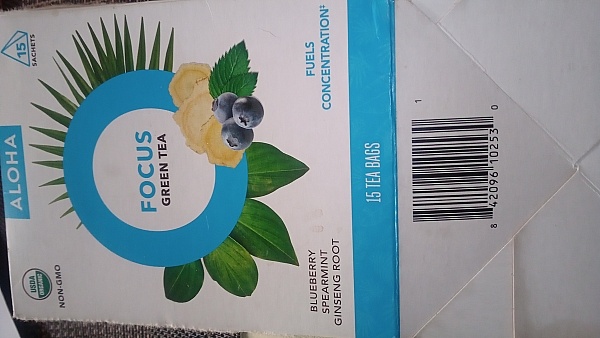 ALOHA
15
SACHETS
FOCUS
GREEN TEA
FUELS
CONCENTRATION‡
USDA
ORGANIC
NON-GMO
BLUEBERRY
SPEARMINT
GINSENG ROOT
15 TEA BAGS
1
8 42096 10253 0